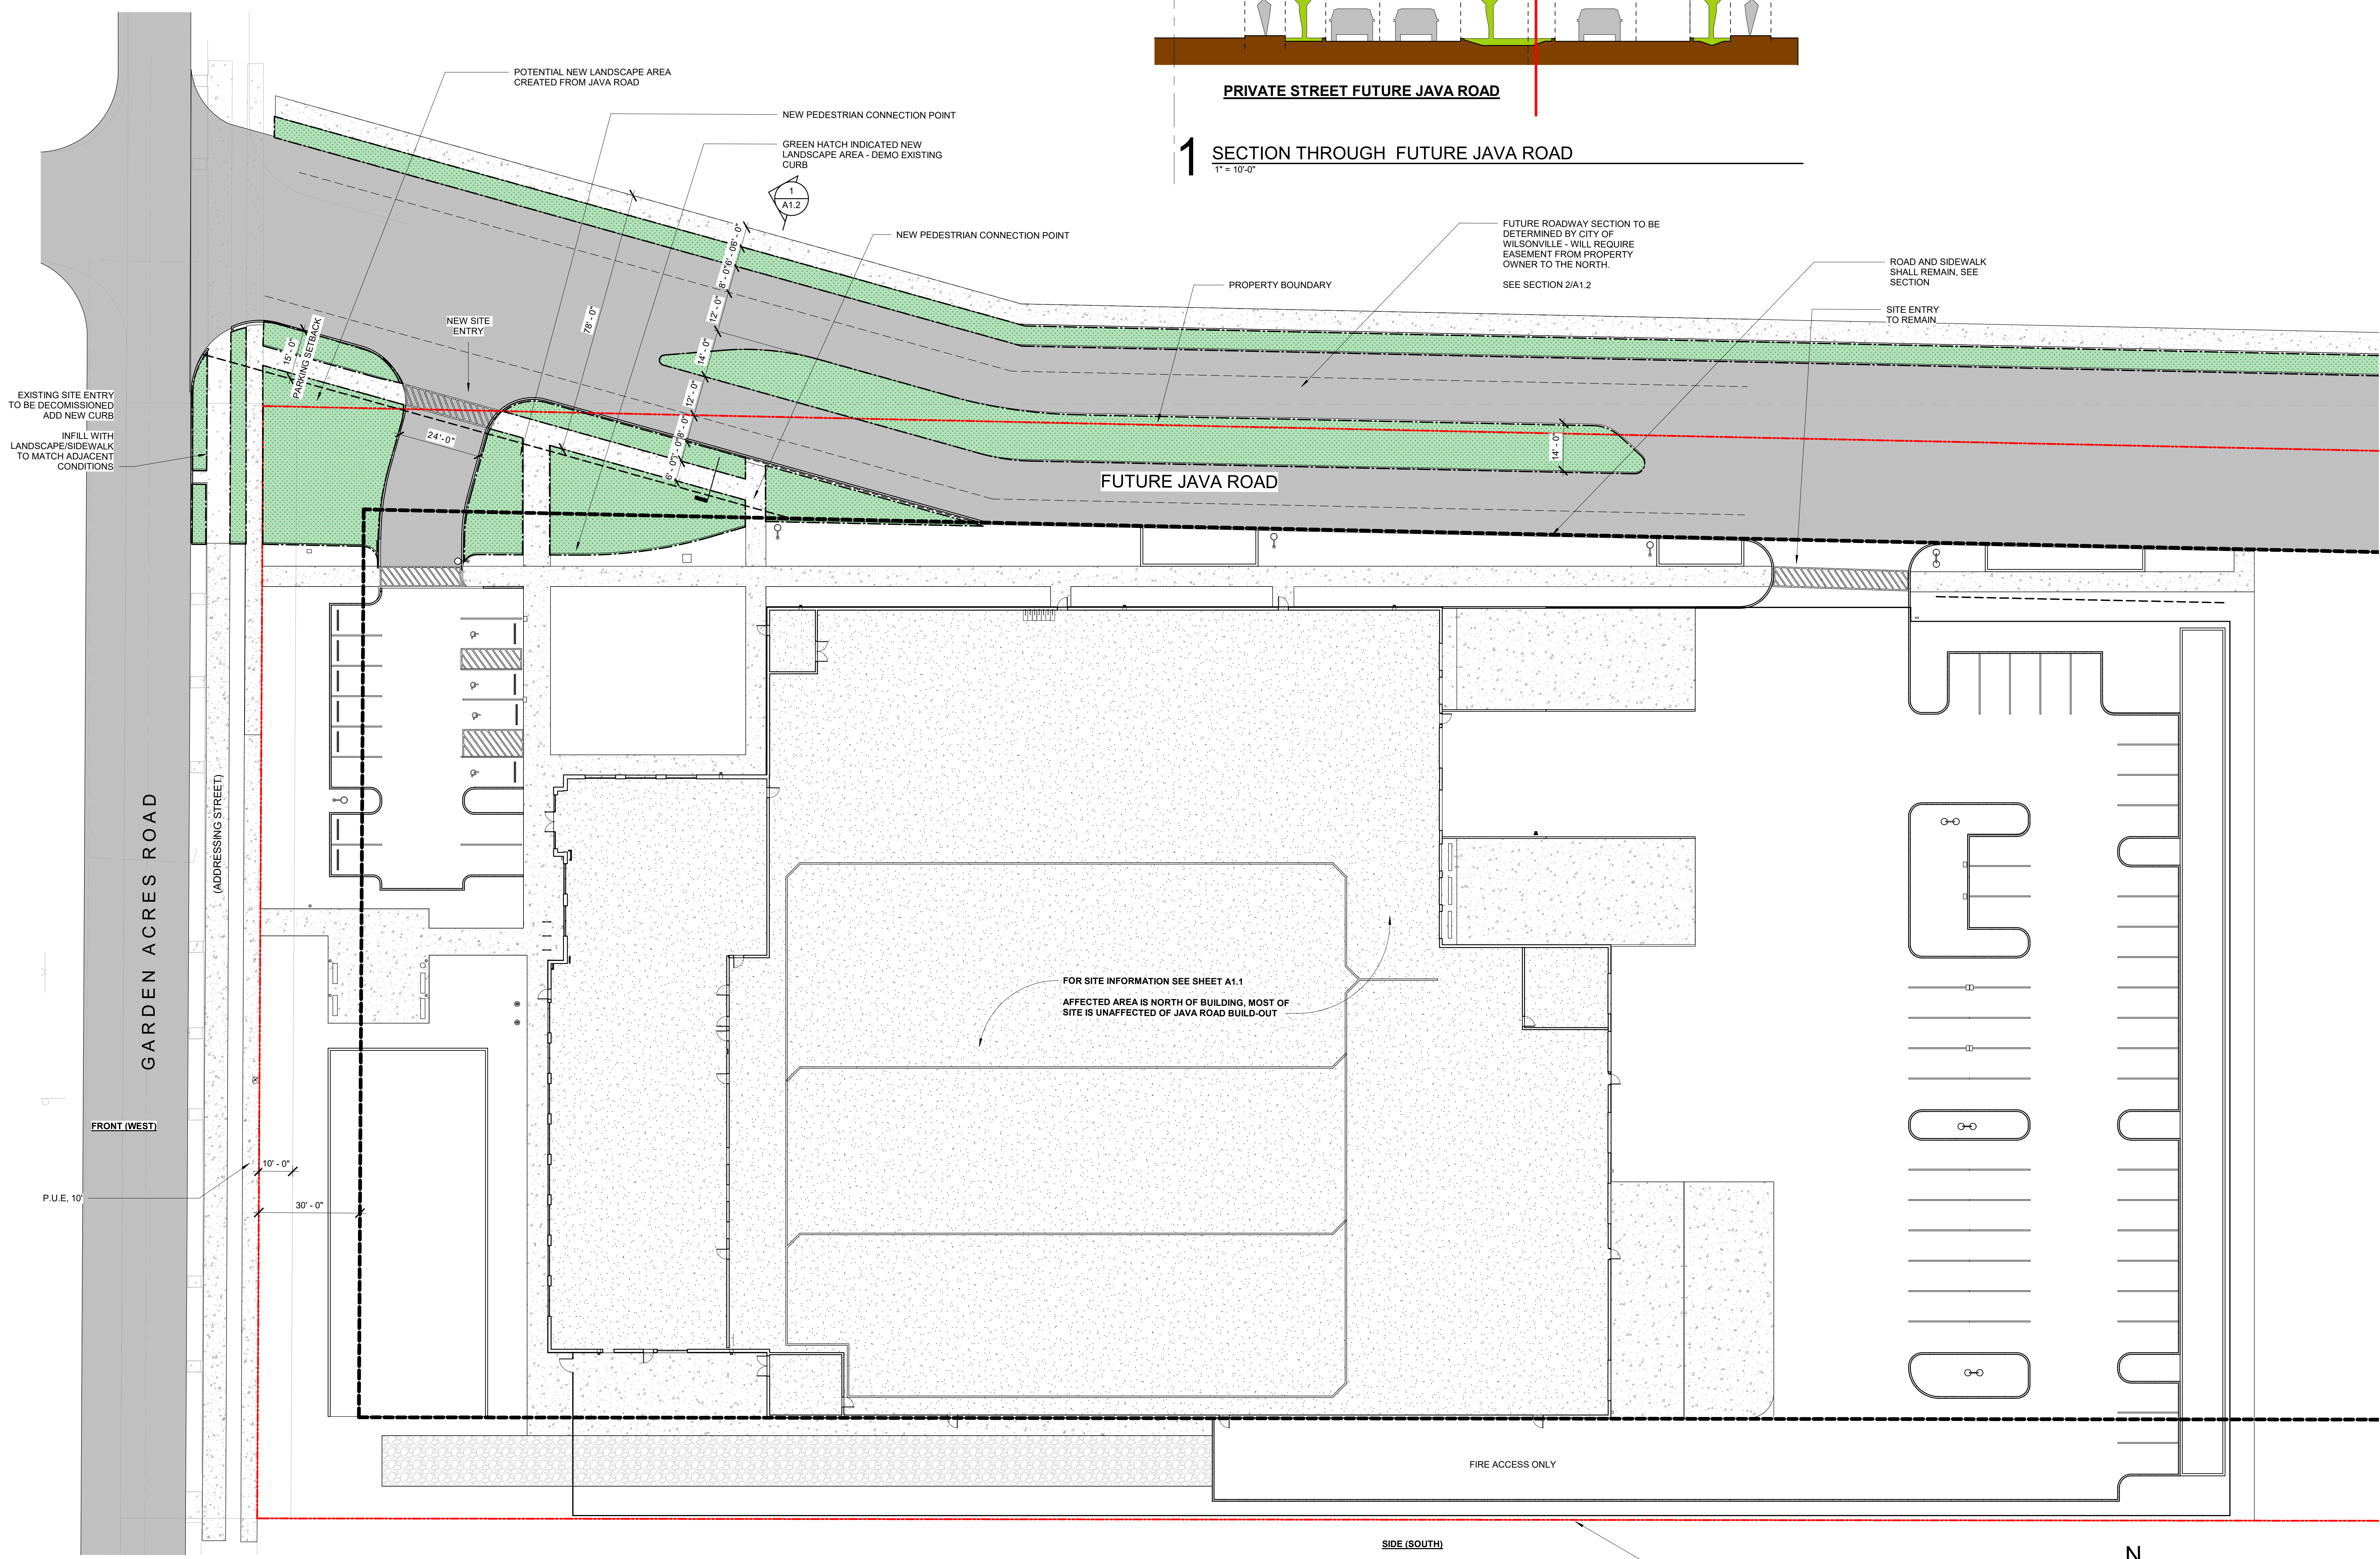 PRIVATE STREET FUTURE JAVA ROAD
1 SECTION THROUGH FUTURE JAVA ROAD
1" = 10'-0"
POTENTIAL NEW LANDSCAPE AREA
CREATED FROM JAVA ROAD
NEW PEDESTRIAN CONNECTION POINT
GREEN HATCH INDICATED NEW
LANDSCAPE AREA - DEMO EXISTING
CURB
1
A1.2
NEW PEDESTRIAN CONNECTION POINT
FUTURE ROADWAY SECTION TO BE
DETERMINED BY CITY OF
WILSONVILLE - WILL REQUIRE
EASEMENT FROM PROPERTY
OWNER TO THE NORTH.
SEE SECTION 2/A1.2
PROPERTY BOUNDARY
ROAD AND SIDEWALK
SHALL REMAIN, SEE
SECTION
SITE ENTRY
TO REMAIN
NEW SITE
ENTRY
78' - 0"
6' - 0"
6' - 0"
8' - 0"
12' - 0"
14' - 0"
12' - 0"
8' - 0"
6' - 0"
15' - 0"
PARKING SETBACK
24'-0"
14' - 0"
EXISTING SITE ENTRY
TO BE DECOMISSIONED
ADD NEW CURB
INFILL WITH
LANDSCAPE/SIDEWALK
TO MATCH ADJACENT
CONDITIONS
FUTURE JAVA ROAD
GARDEN ACRES ROAD
(ADDRESSING STREET)
FOR SITE INFORMATION SEE SHEET A1.1
AFFECTED AREA IS NORTH OF BUILDING, MOST OF
SITE IS UNAFFECTED OF JAVA ROAD BUILD-OUT
FRONT (WEST)
10' - 0"
P.U.E, 10'
30' - 0"
FIRE ACCESS ONLY
SIDE (SOUTH)
N